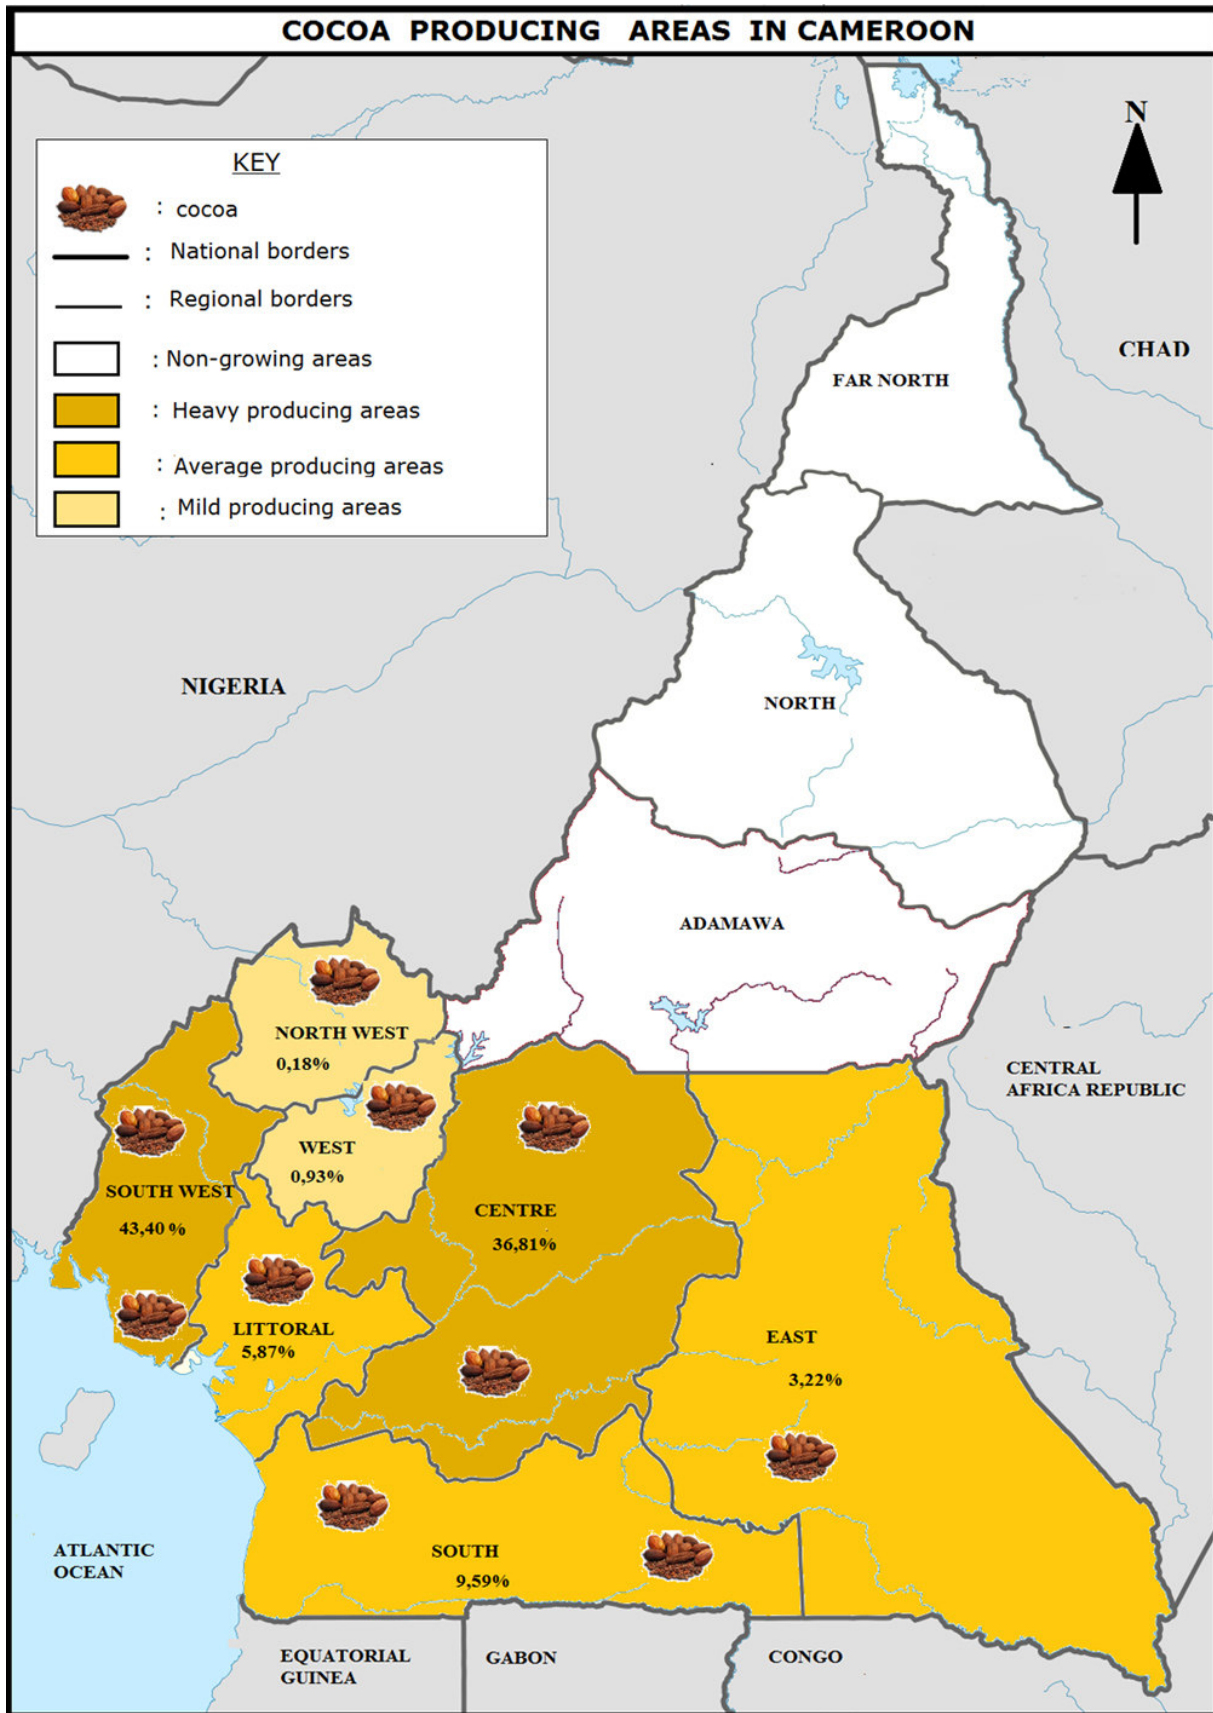 COCOA PRODUCING AREAS IN CAMEROON
N
KEY
: cocoa
: National borders
: Regional borders
: Non-growing areas
: Heavy producing areas
: Average producing areas
: Mild producing areas
CHAD
FAR NORTH
NIGERIA
NORTH
ADAMAWA
NORTH WEST
0,18%
CENTRAL
AFRICA REPUBLIC
WEST
0,93%
SOUTH WEST
43,40 %
CENTRE
36,81%
LITTORAL
5,87%
EAST
3,22%
ATLANTIC
OCEAN
SOUTH
9,59%
EQUATORIAL
GUINEA
GABON
CONGO